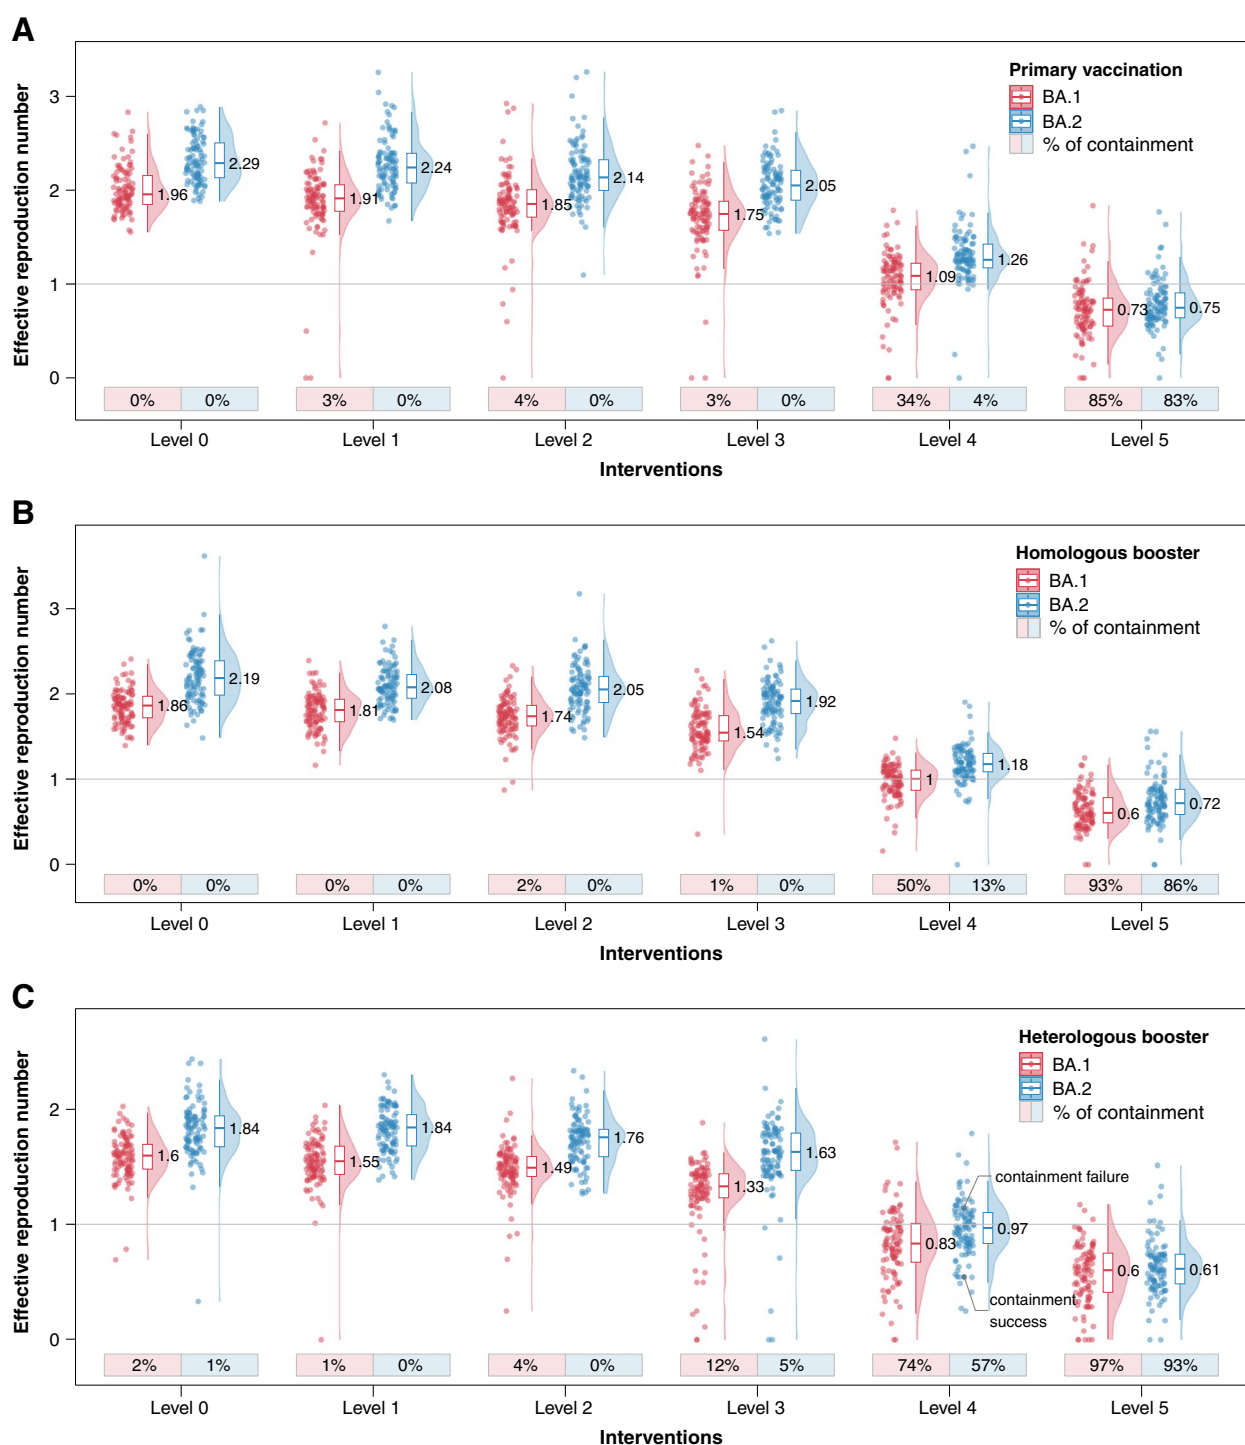 A
Effective reproduction number
3
2
1
0
Primary vaccination
BA.1
BA.2
% of containment
1.96 2.29 1.91 2.24 1.85 2.14 1.75 2.05 1.09 1.26 0.73 0.75
0% 0% 3% 0% 4% 0% 3% 0% 34% 4% 85% 83%
Level 0 Level 1 Level 2 Level 3 Level 4 Level 5
Interventions
B
Effective reproduction number
3
2
1
0
Homologous booster
BA.1
BA.2
% of containment
1.86 2.19 1.81 2.08 1.74 2.05 1.54 1.92 1 1.18 0.6 0.72
0% 0% 0% 0% 2% 0% 1% 0% 50% 13% 93% 86%
Level 0 Level 1 Level 2 Level 3 Level 4 Level 5
Interventions
C
Effective reproduction number
2
1
0
Heterologous booster
BA.1
BA.2
% of containment
1.6 1.84 1.55 1.84 1.49 1.76 1.33 1.63 0.83 0.97 0.6 0.61
containment failure
containment
success
2% 1% 1% 0% 4% 0% 12% 5% 74% 57% 97% 93%
Level 0 Level 1 Level 2 Level 3 Level 4 Level 5
Interventions